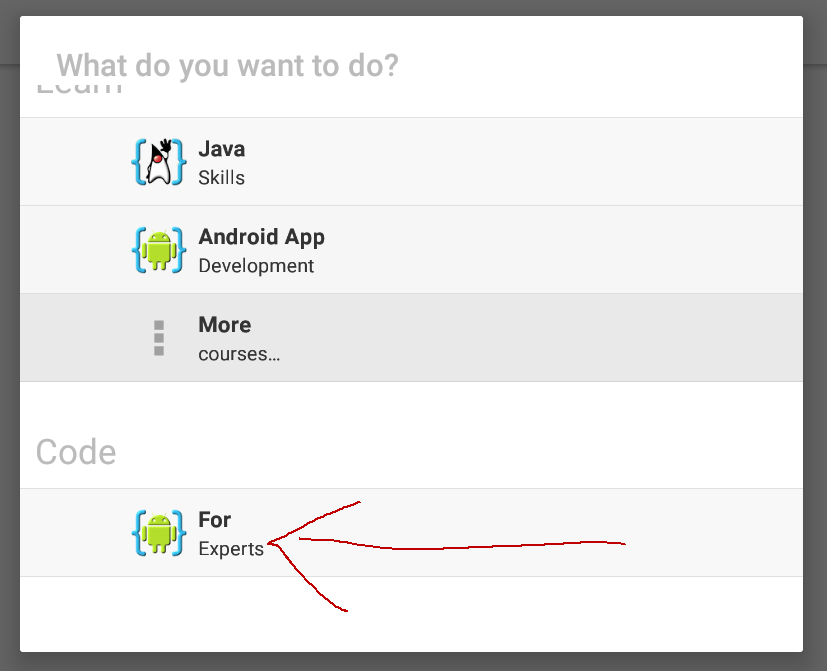 What do you want to do?
Learn
Java
Skills
Android App
Development
More
courses...
Code
For
Experts